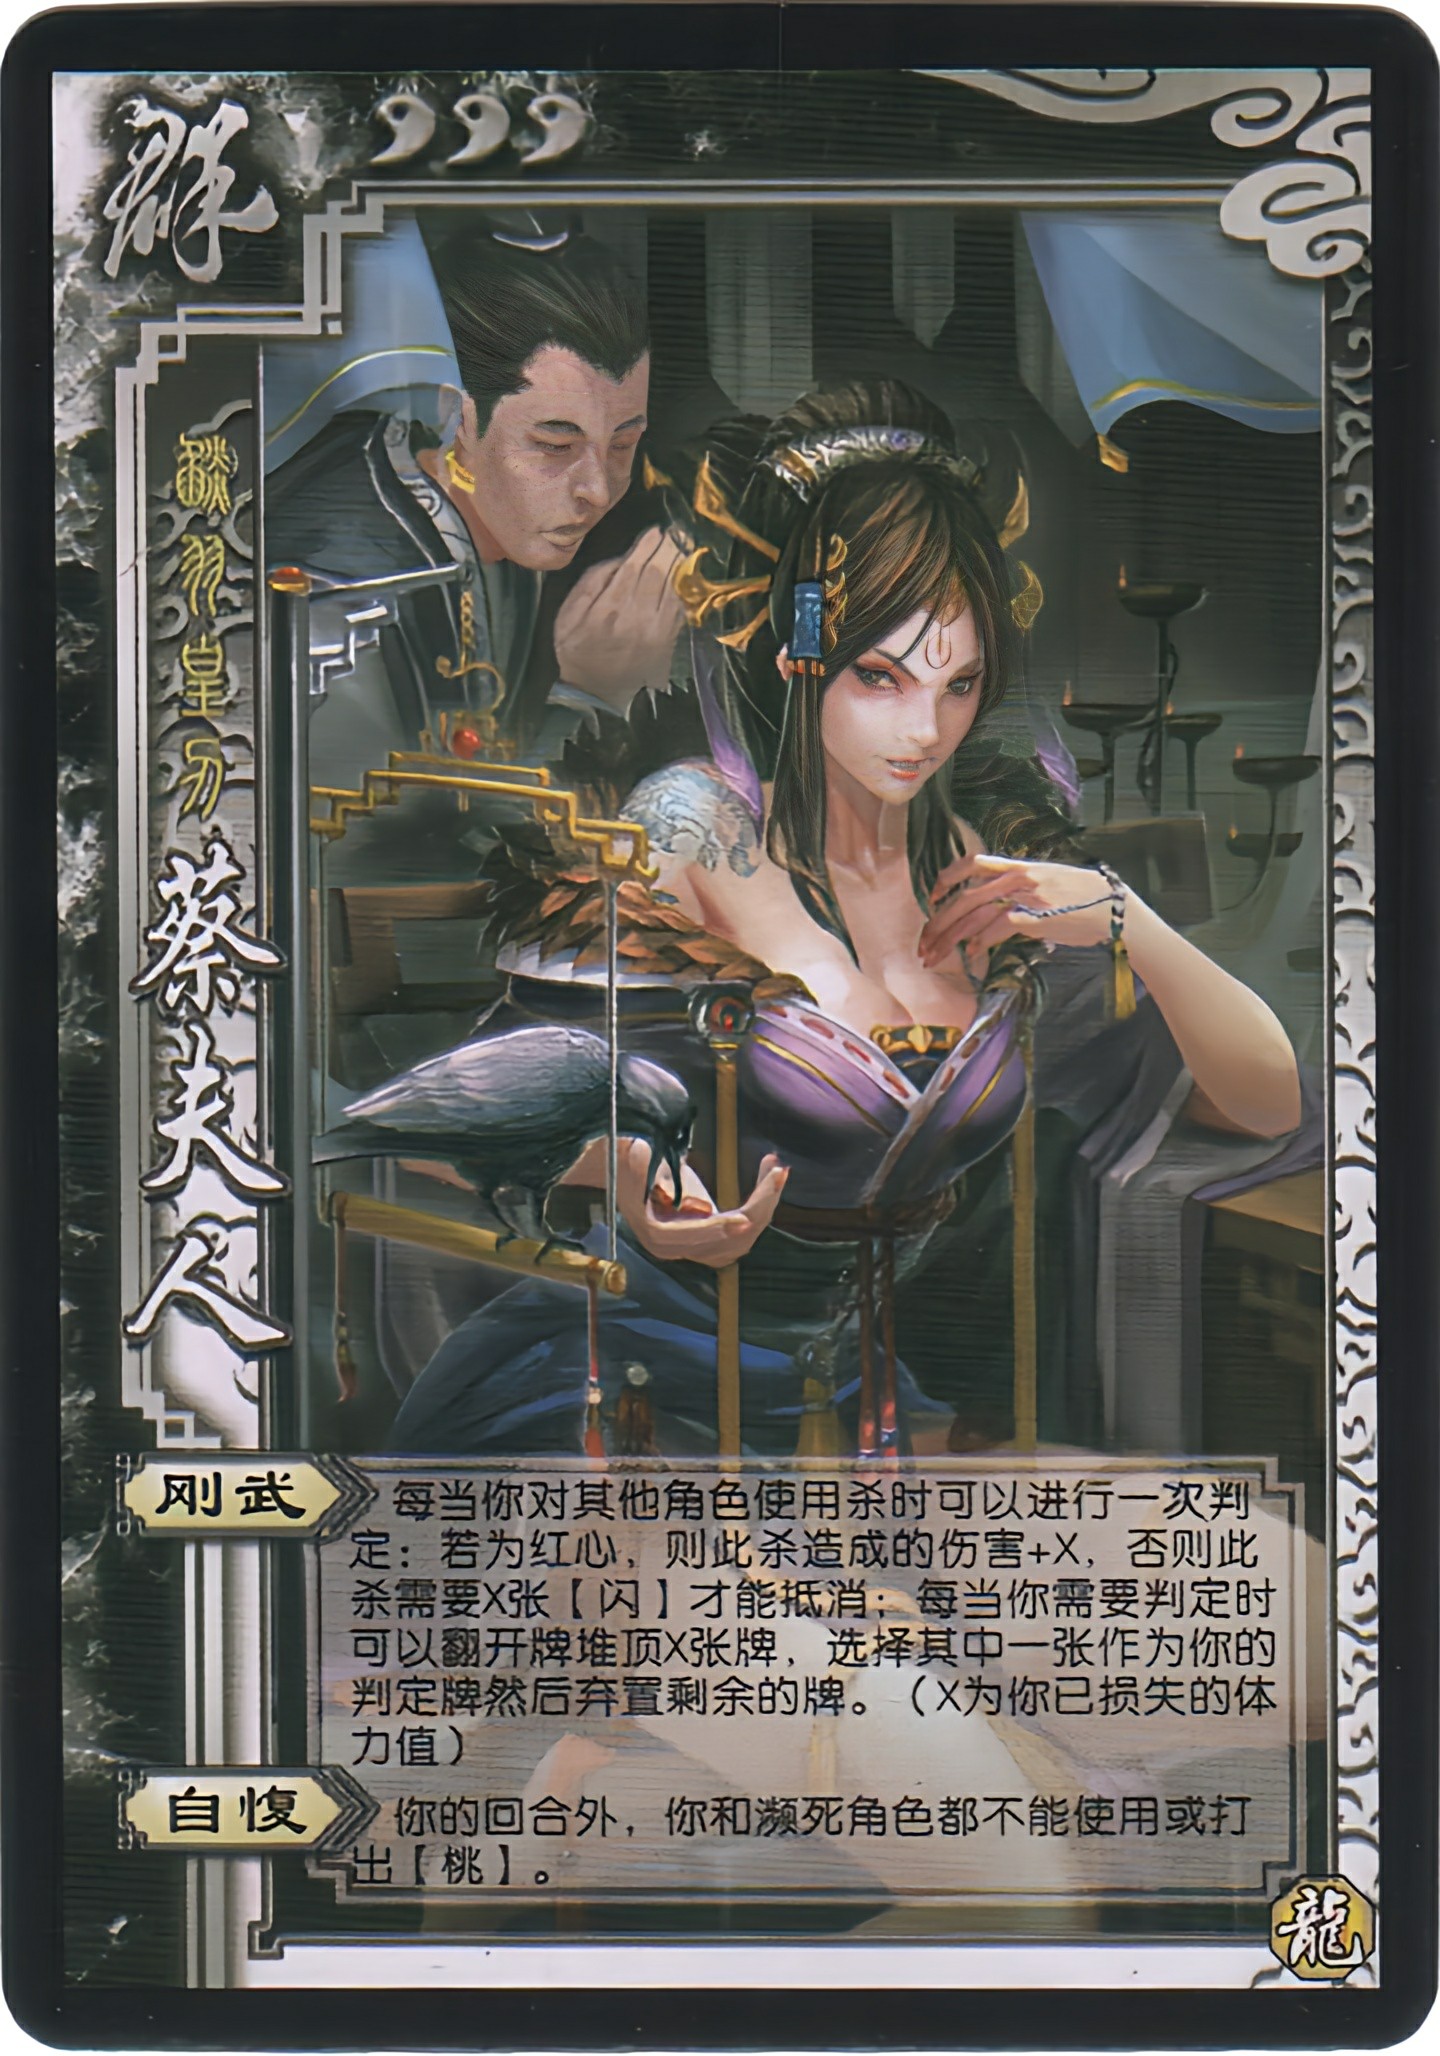 群
蔡夫人
刚武
每当你对其他角色使用杀时可以进行一次判
定：若为红心，则此杀造成的伤害+X，否则此
杀需要X张【闪】才能抵消；每当你需要判定时
可以翻开牌堆顶X张牌，选择其中一张作为你的
判定牌然后弃置剩余的牌。（X为你已损失的体
力值）
自愎
你的回合外，你和濒死角色都不能使用或打
出【桃】。
龍